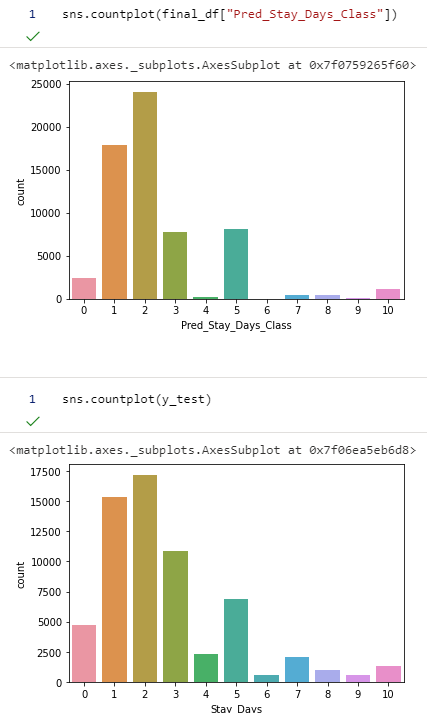 1 sns.countplot(final_df["Pred_Stay_Days_Class"])
<matplotlib.axes._subplots.AxesSubplot at 0x7f0759265f60>
25000
20000
15000
10000
5000
0
count
0 1 2 3 4 5 6 7 8 9 10
Pred_Stay_Days_Class
1 sns.countplot(y_test)
<matplotlib.axes._subplots.AxesSubplot at 0x7f06ea5eb6d8>
17500
15000
12500
10000
7500
5000
2500
0
count
0 1 2 3 4 5 6 7 8 9 10
Stay_Days